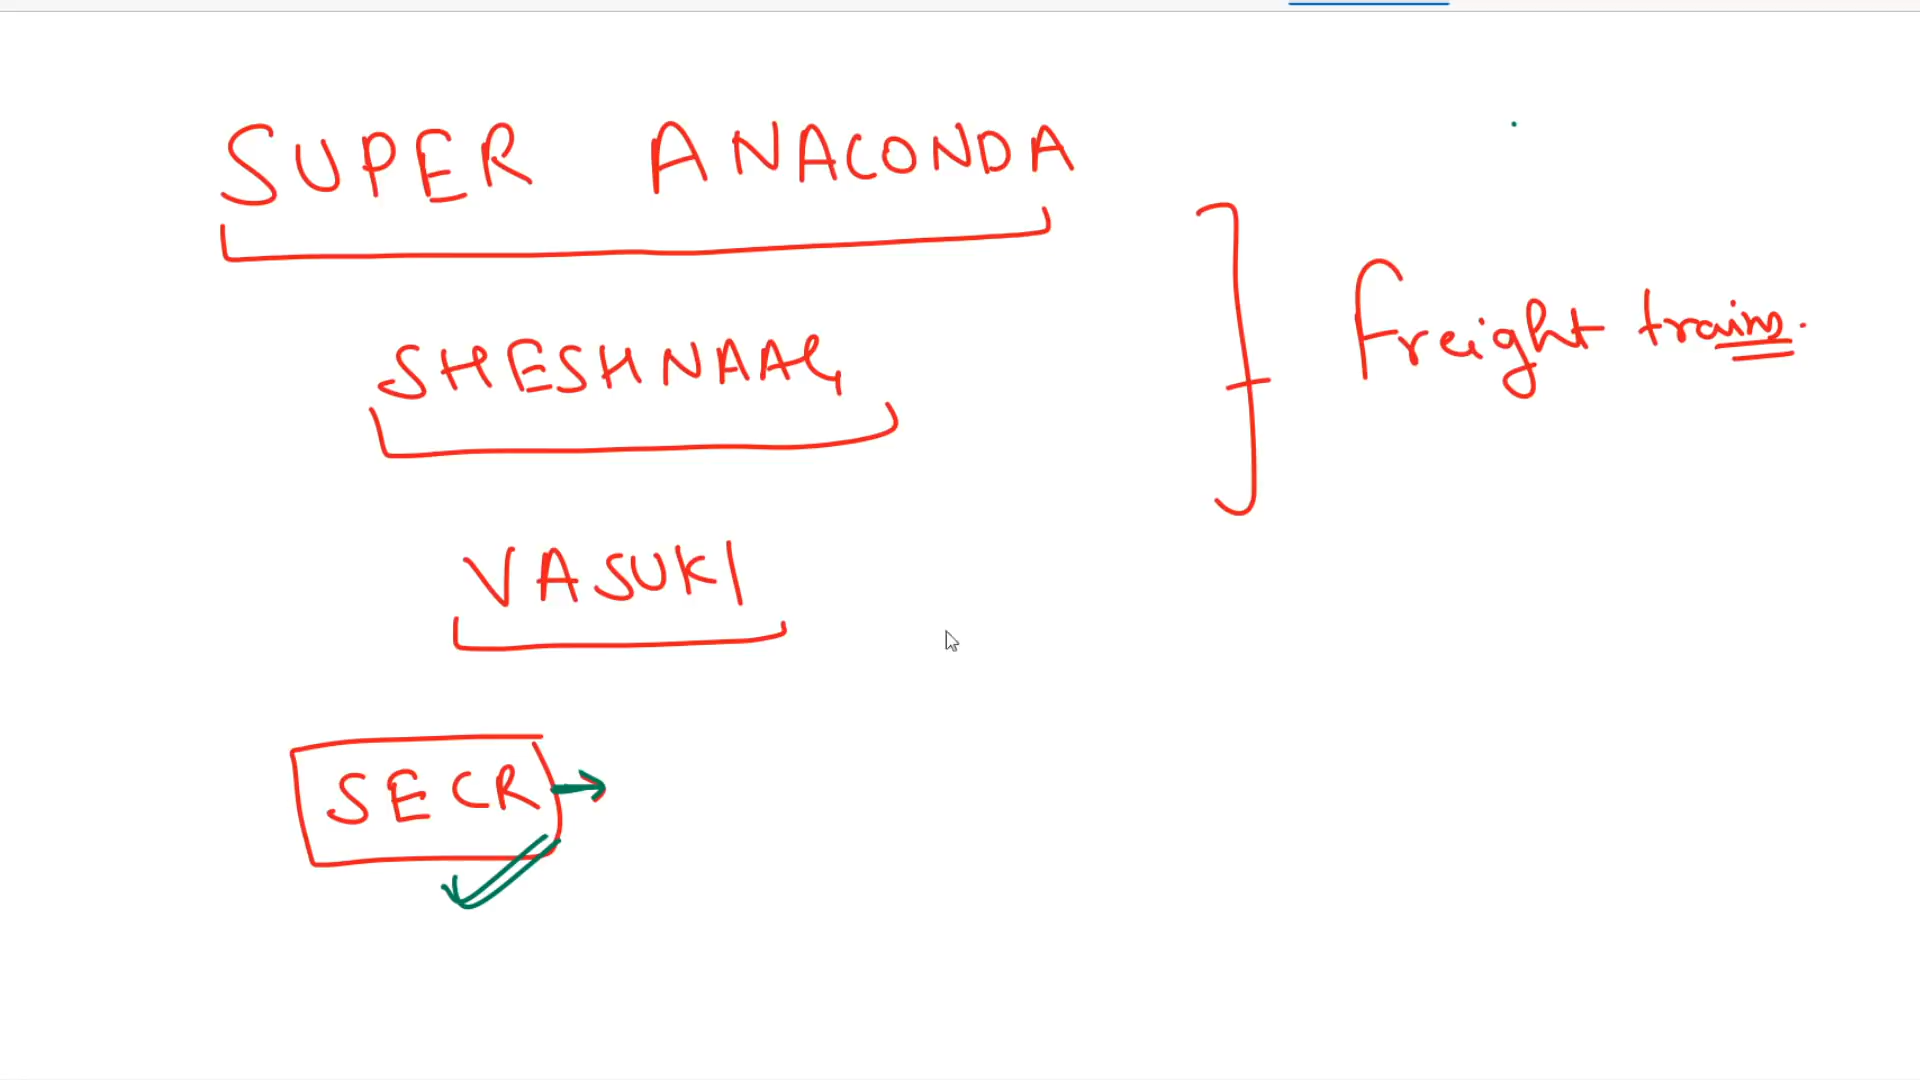 SUPER ANACONDA
SHESHNAAG
freight trains.
VASUKI
SECR